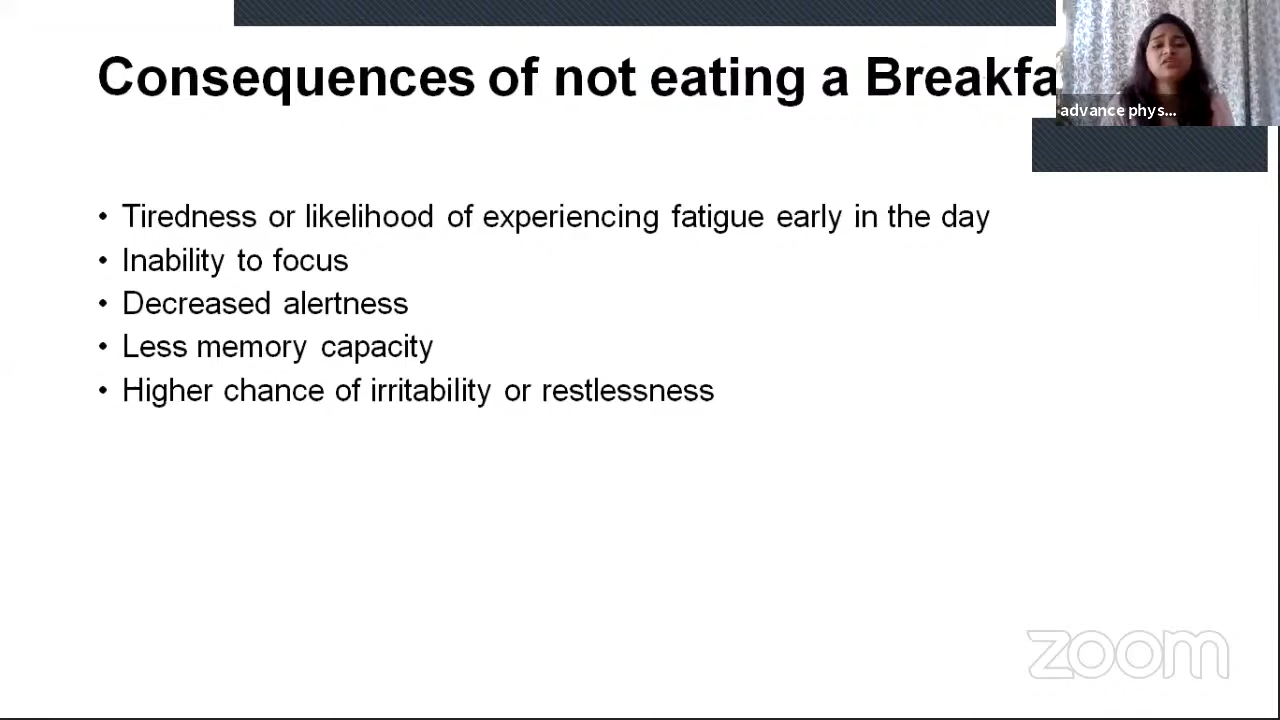 Consequences of not eating a Breakfa
advance phys...
• Tiredness or likelihood of experiencing fatigue early in the day
• Inability to focus
• Decreased alertness
• Less memory capacity
• Higher chance of irritability or restlessness
zoom